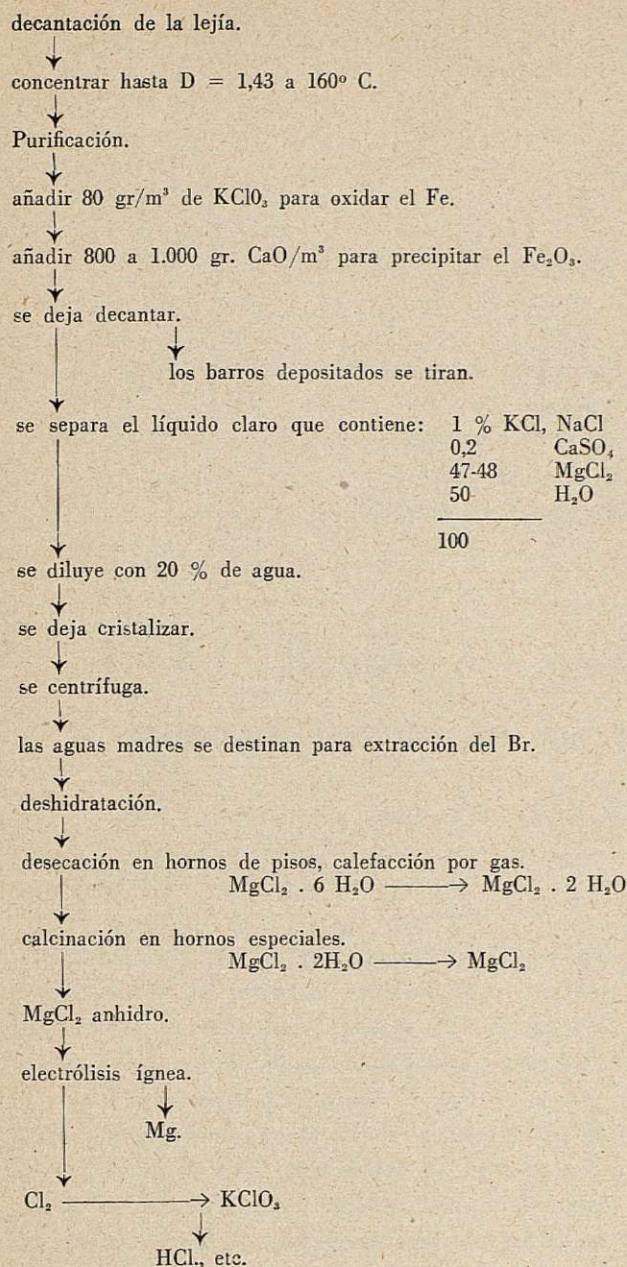 decantación de la lejía.
concentrar hasta D = 1,43 a 160º C.
Purificación.
añadir 80 gr/m³ de KClO₃ para oxidar el Fe.
añadir 800 a 1.000 gr. CaO/m³ para precipitar el Fe₂O₃.
se deja decantar.
los barros depositados se tiran.
se separa el líquido claro que contiene: 1 % KCl, NaCl
0,2 CaSO₄
47-48 MgCl₂
50 H₂O
100
se diluye con 20 % de agua.
se deja cristalizar.
se centrífuga.
las aguas madres se destinan para extracción del Br.
deshidratación.
desecación en hornos de pisos, calefacción por gas.
MgCl₂ . 6 H₂O ———→ MgCl₂ . 2 H₂O
calcinación en hornos especiales.
MgCl₂ . 2H₂O ———→ MgCl₂
MgCl₂ anhidro.
electrólisis ígnea.
Mg.
Cl₂ ———→ KClO₃
HCl., etc.